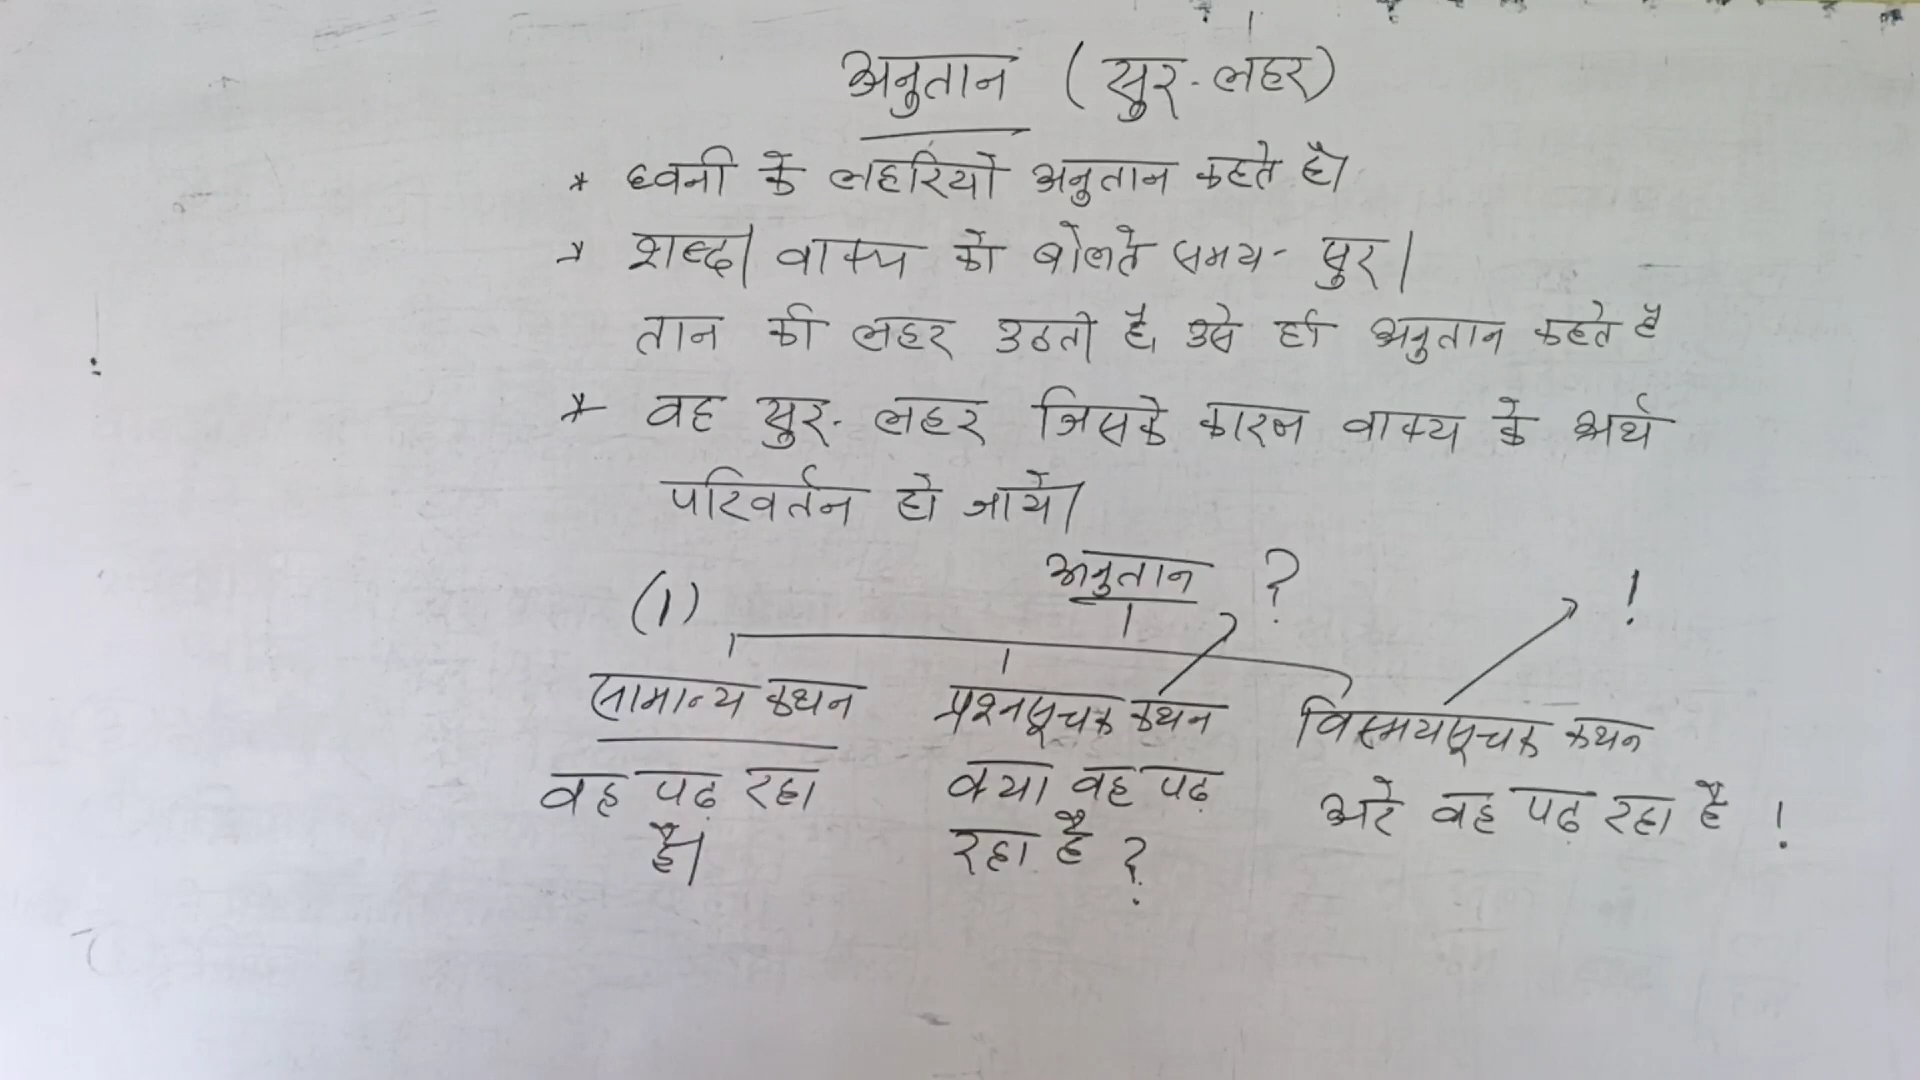 अनुतान (सुर-लहर)
* ध्वनी के लहरियो अनुतान कहते है।
* शब्द। वाक्य को बोलते समय- सुर।
तान की लहर उठती है, उसे ही अनुतान कहते है
* वह सुर-लहर जिसके कारन वाक्य के अर्थ
परिवर्तन हो जाये।
(1) अनुतान ? !
सामान्य कथन प्रश्नसूचक कथन विस्मयसूचक कथन
वह पढ़ रहा क्या वह पढ़ अरे वह पढ़ रहा है !
है। रहा है ?